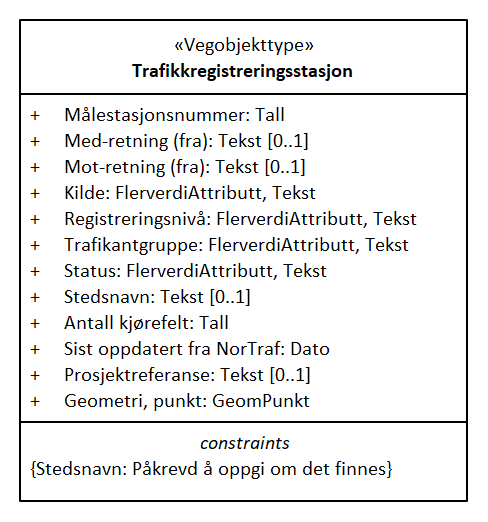 «Vegobjekttype»
Trafikkregistreringsstasjon
+ Målestasjonsnummer: Tall
+ Med-retning (fra): Tekst [0..1]
+ Mot-retning (fra): Tekst [0..1]
+ Kilde: FlerverdiAttributt, Tekst
+ Registreringsnivå: FlerverdiAttributt, Tekst
+ Trafikantgruppe: FlerverdiAttributt, Tekst
+ Status: FlerverdiAttributt, Tekst
+ Stedsnavn: Tekst [0..1]
+ Antall kjørefelt: Tall
+ Sist oppdatert fra NorTraf: Dato
+ Prosjektreferanse: Tekst [0..1]
+ Geometri, punkt: GeomPunkt
constraints
{Stedsnavn: Påkrevd å oppgi om det finnes}